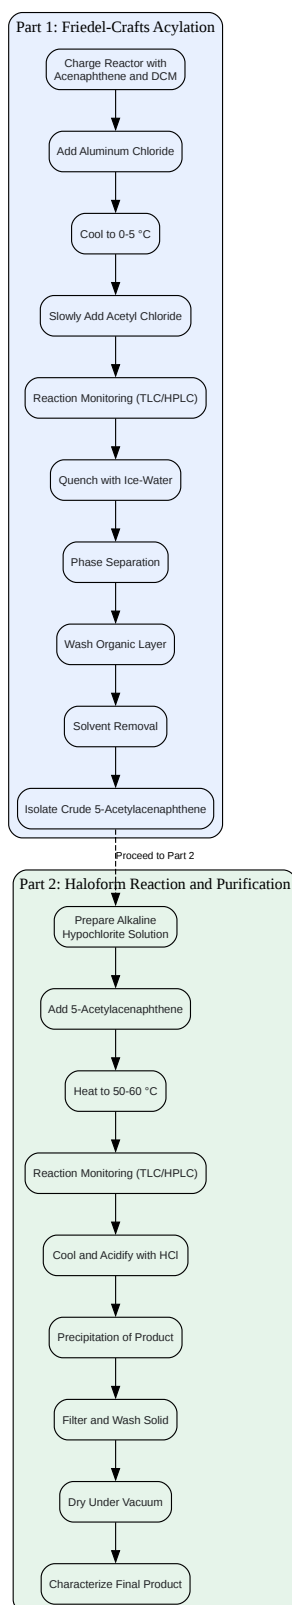 Part 1: Friedel-Crafts Acylation
Charge Reactor with
Acenaphthene and DCM
Add Aluminum Chloride
Cool to 0-5 °C
Slowly Add Acetyl Chloride
Reaction Monitoring (TLC/HPLC)
Quench with Ice-Water
Phase Separation
Wash Organic Layer
Solvent Removal
Isolate Crude 5-Acetylacenaphthene
Proceed to Part 2
Part 2: Haloform Reaction and Purification
Prepare Alkaline
Hypochlorite Solution
Add 5-Acetylacenaphthene
Heat to 50-60 °C
Reaction Monitoring (TLC/HPLC)
Cool and Acidify with HCl
Precipitation of Product
Filter and Wash Solid
Dry Under Vacuum
Characterize Final Product